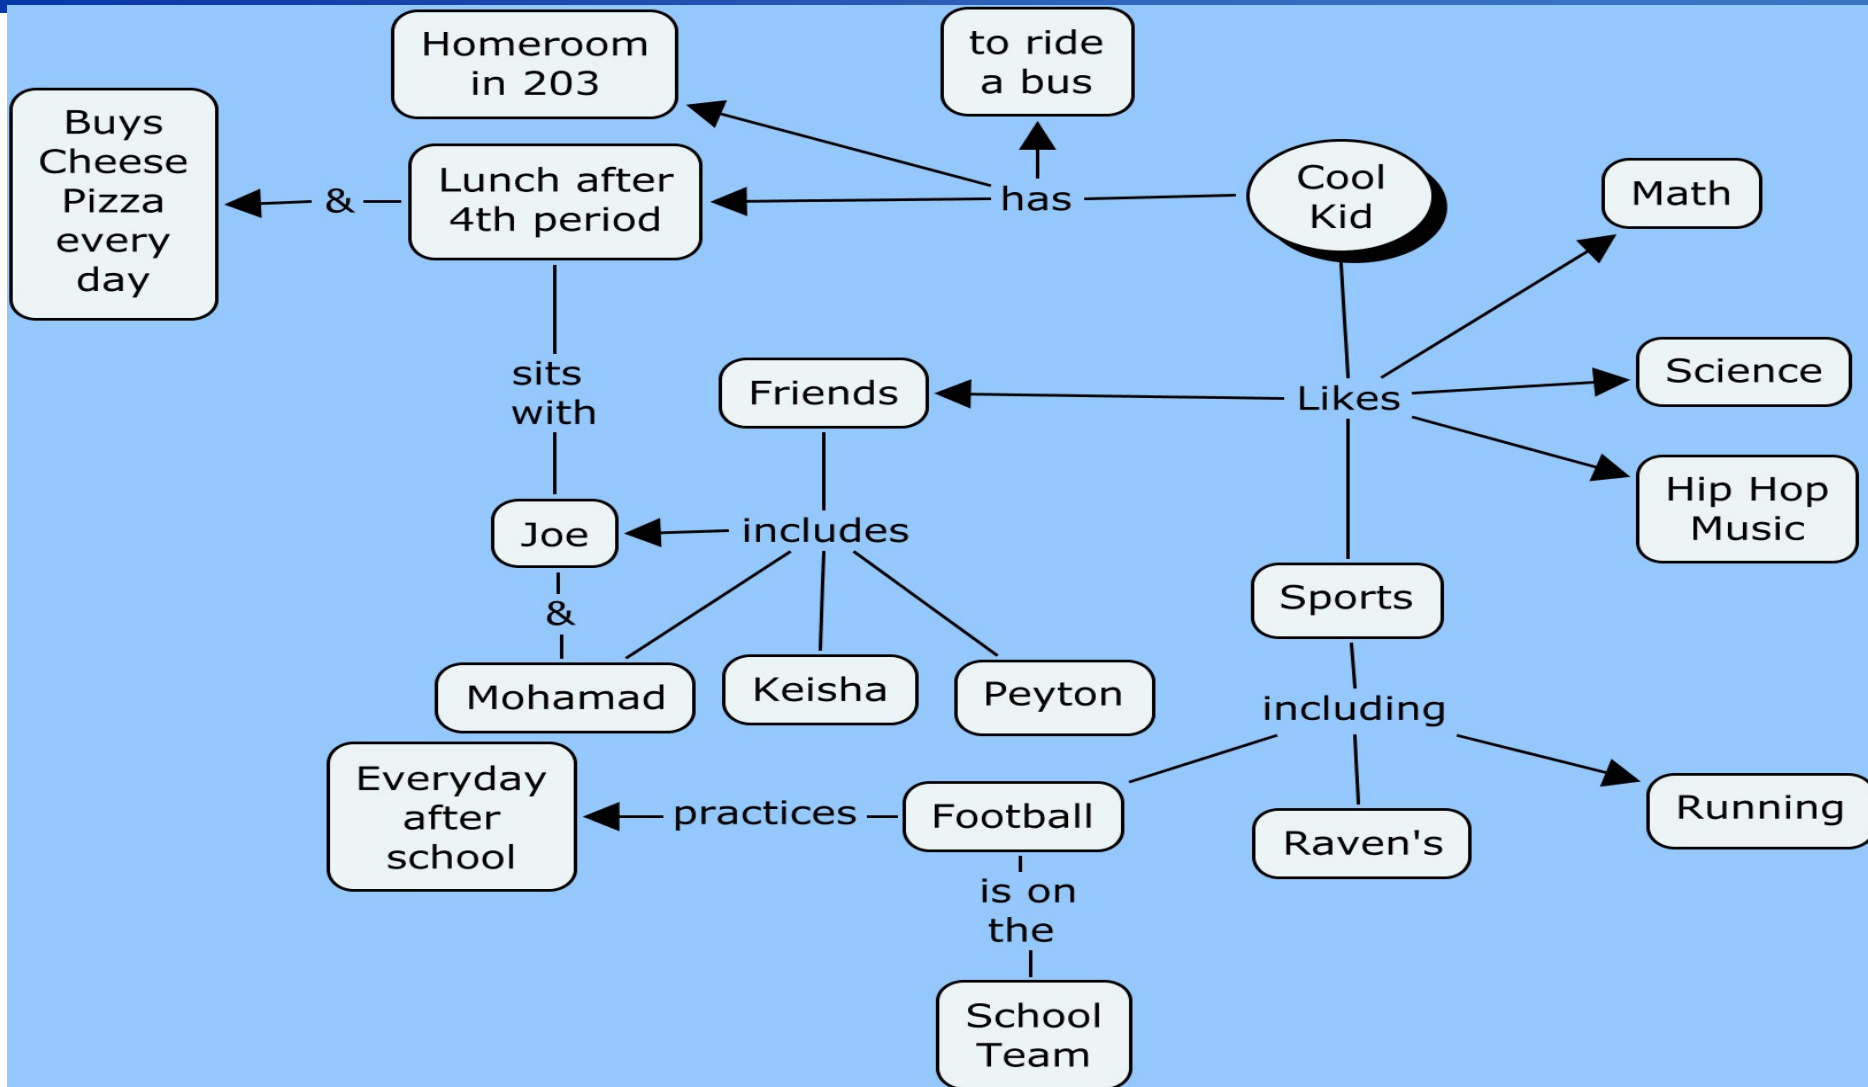 Homeroom
in 203
to ride
a bus
Buys
Cheese
Pizza
every
day
&
Lunch after
4th period
has
Cool
Kid
Math
sits
with
Friends
Likes
Science
Hip Hop
Music
Joe
includes
&
Sports
Mohamad
Keisha
Peyton
including
Everyday
after
school
practices
Football
Raven's
Running
is on
the
School
Team